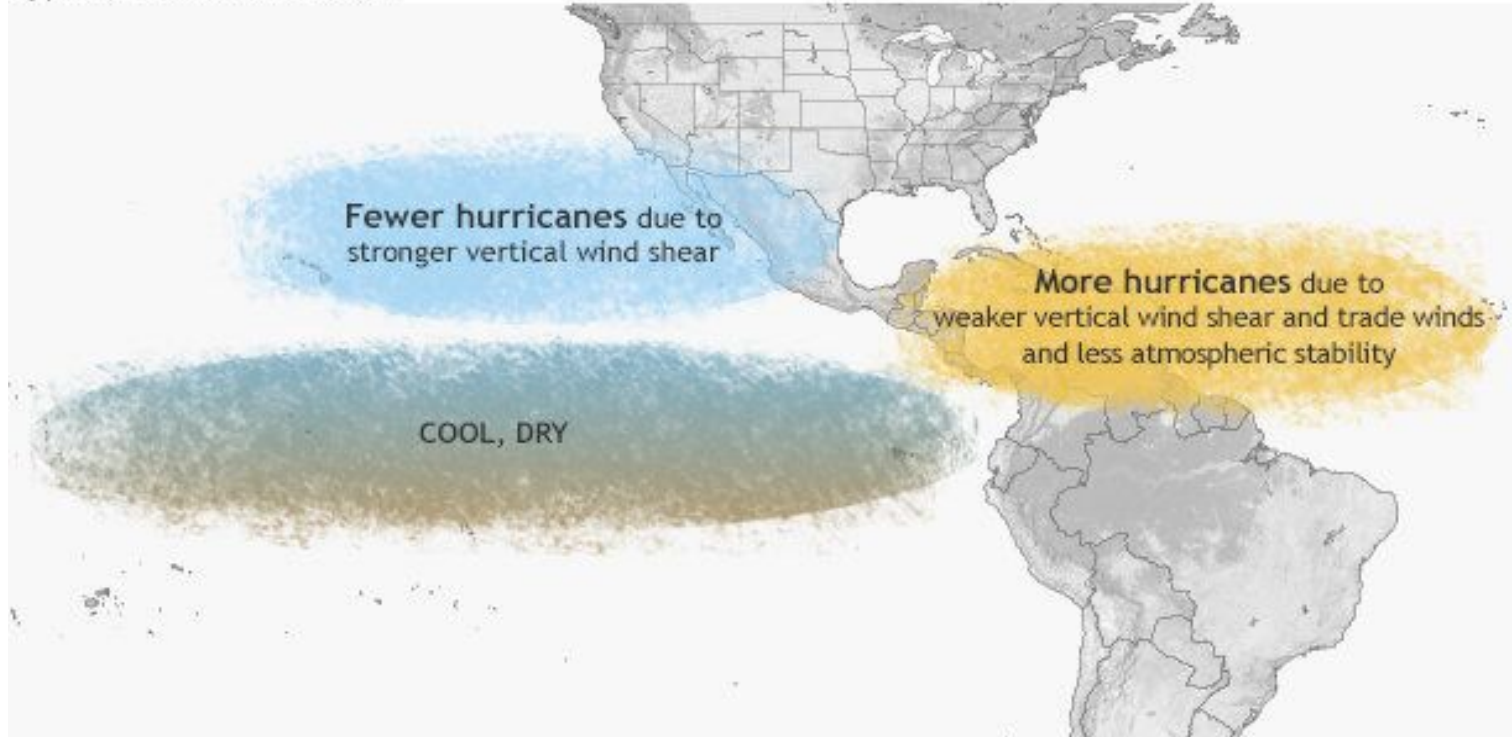 Fewer hurricanes due to
stronger vertical wind shear
More hurricanes due to
weaker vertical wind shear and trade winds
and less atmospheric stability
COOL, DRY